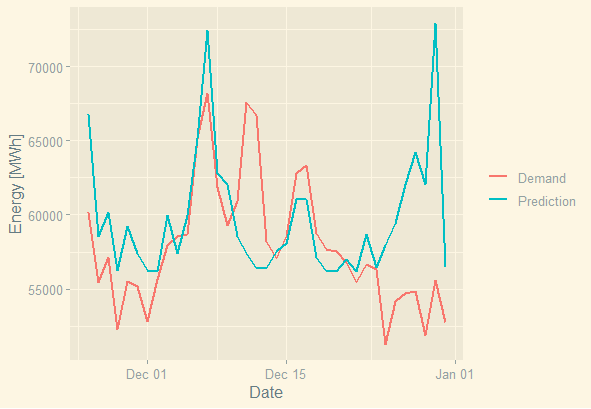 Energy [MWh]
70000
65000
60000
55000
Dec 01
Dec 15
Jan 01
Date
Demand
Prediction